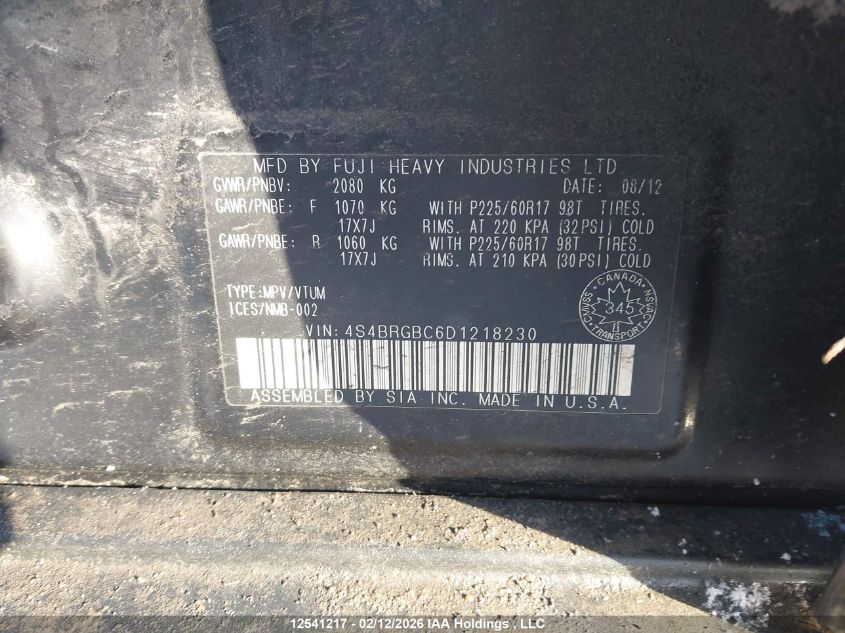 MFD BY FUJI HEAVY INDUSTRIES LTD
GVWR/PNBV: 2080 KG DATE: 08/12
GAWR/PNBE: F 1070 KG WITH P225/60R17 98T TIRES.
17X7J RIMS. AT 220 KPA (32PSI) COLD
GAWR/PNBE: R 1060 KG WITH P225/60R17 98T TIRES.
17X7J RIMS. AT 210 KPA (30PSI) COLD
TYPE:MPV/VTUM
ICES/NMB-002
CANADA
CMVSS 345 NSVAC
TRANSPORT
VIN: 4S4BRGBC6D1218230
ASSEMBLED BY SIA INC. MADE IN U.S.A.
12541217 - 02/12/2026 IAA Holdings, LLC